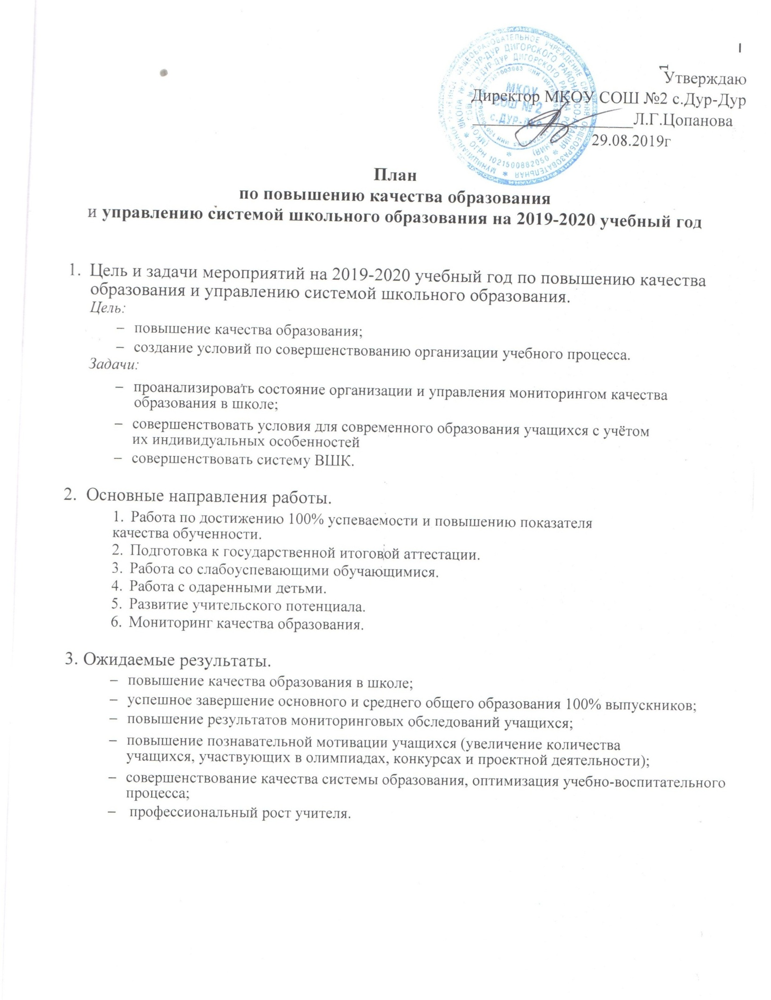 1
Утверждаю
Директор МКОУ СОШ №2 с.Дур-Дур
Л.Г.Цопанова
29.08.2019г
МКОУ
СОШ № 2
с.ДУР-ДУР
ОГРН 1021500882050
План
по повышению качества образования
и управлению системой школьного образования на 2019-2020 учебный год
1. Цель и задачи мероприятий на 2019-2020 учебный год по повышению качества
образования и управлению системой школьного образования.
Цель:
– повышение качества образования;
– создание условий по совершенствованию организации учебного процесса.
Задачи:
– проанализировать состояние организации и управления мониторингом качества
образования в школе;
– совершенствовать условия для современного образования учащихся с учётом
их индивидуальных особенностей
– совершенствовать систему ВШК.
2. Основные направления работы.
1. Работа по достижению 100% успеваемости и повышению показателя
качества обученности.
2. Подготовка к государственной итоговой аттестации.
3. Работа со слабоуспевающими обучающимися.
4. Работа с одаренными детьми.
5. Развитие учительского потенциала.
6. Мониторинг качества образования.
3. Ожидаемые результаты.
– повышение качества образования в школе;
– успешное завершение основного и среднего общего образования 100% выпускников;
– повышение результатов мониторинговых обследований учащихся;
– повышение познавательной мотивации учащихся (увеличение количества
учащихся, участвующих в олимпиадах, конкурсах и проектной деятельности);
– совершенствование качества системы образования, оптимизация учебно-воспитательного
процесса;
– профессиональный рост учителя.